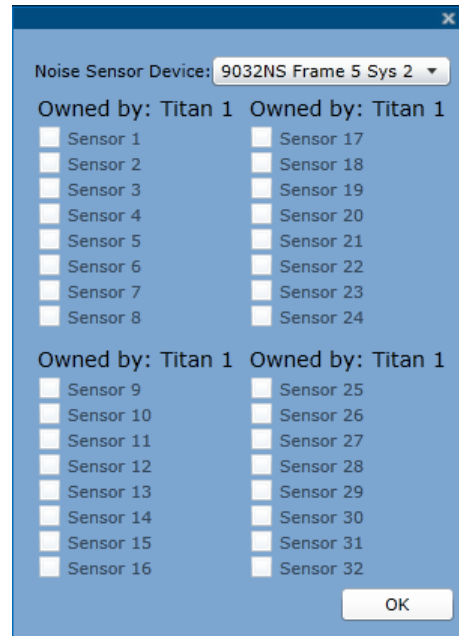 Noise Sensor Device: 9032NS Frame 5 Sys 2
Owned by: Titan 1
Sensor 1
Sensor 2
Sensor 3
Sensor 4
Sensor 5
Sensor 6
Sensor 7
Sensor 8
Owned by: Titan 1
Sensor 17
Sensor 18
Sensor 19
Sensor 20
Sensor 21
Sensor 22
Sensor 23
Sensor 24
Owned by: Titan 1
Sensor 9
Sensor 10
Sensor 11
Sensor 12
Sensor 13
Sensor 14
Sensor 15
Sensor 16
Owned by: Titan 1
Sensor 25
Sensor 26
Sensor 27
Sensor 28
Sensor 29
Sensor 30
Sensor 31
Sensor 32
OK